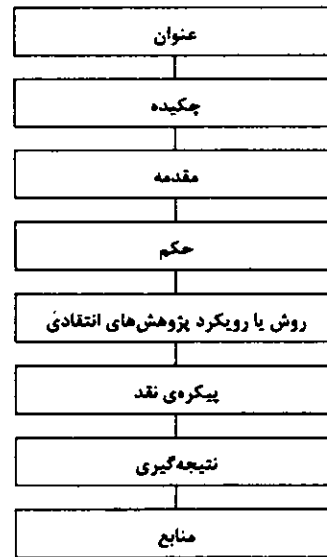 عنوان
چکیده
مقدمه
حکم
روش یا رویکرد پژوهش‌های انتقادی
پیکره‌ی نقد
نتیجه‌گیری
منابع